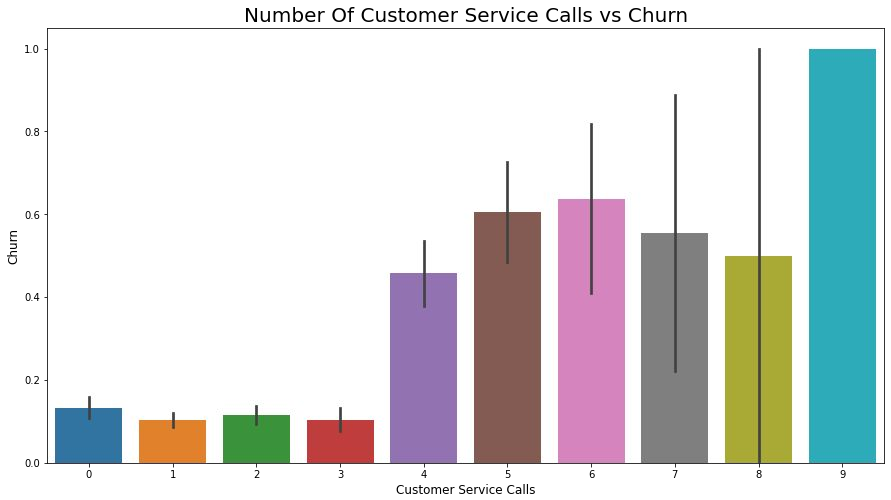 Number Of Customer Service Calls vs Churn
1.0
0.8
0.6
0.4
0.2
0.0
Churn
0 1 2 3 4 5 6 7 8 9
Customer Service Calls